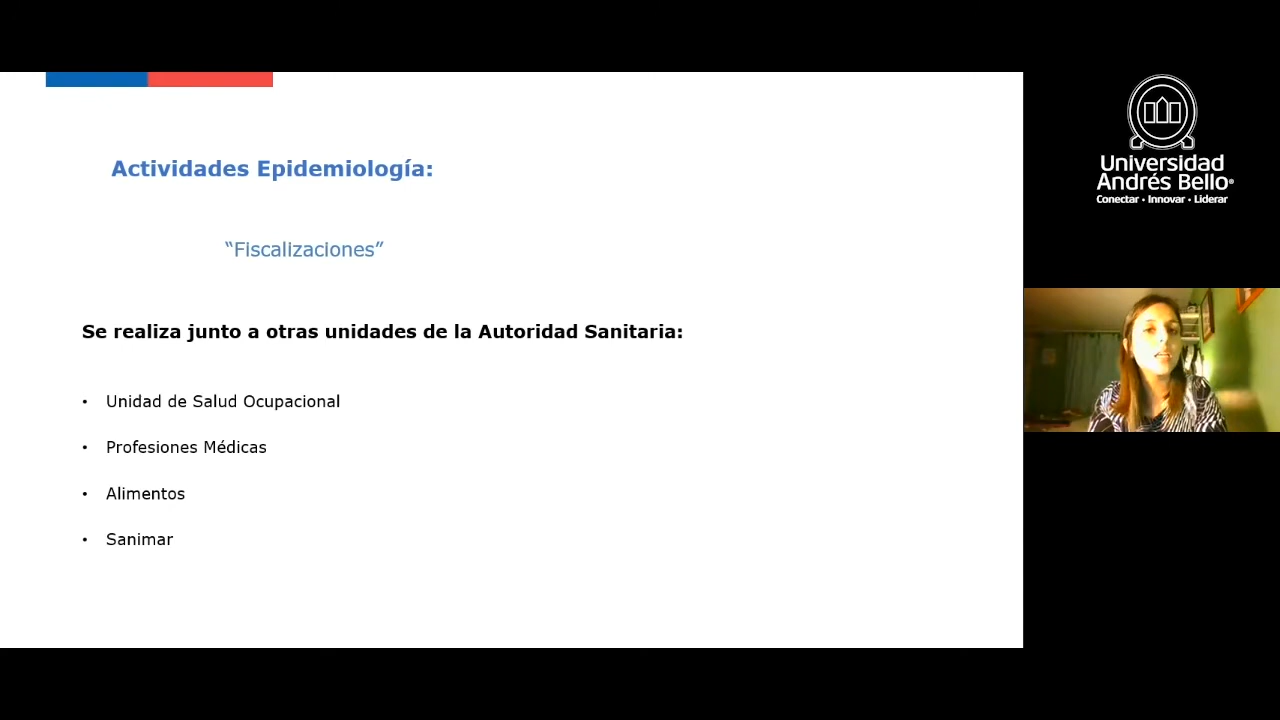 Actividades Epidemiología:
“Fiscalizaciones”
Se realiza junto a otras unidades de la Autoridad Sanitaria:
• Unidad de Salud Ocupacional
• Profesiones Médicas
• Alimentos
• Sanimar
Universidad
Andrés Bello®
Conectar • Innovar • Liderar